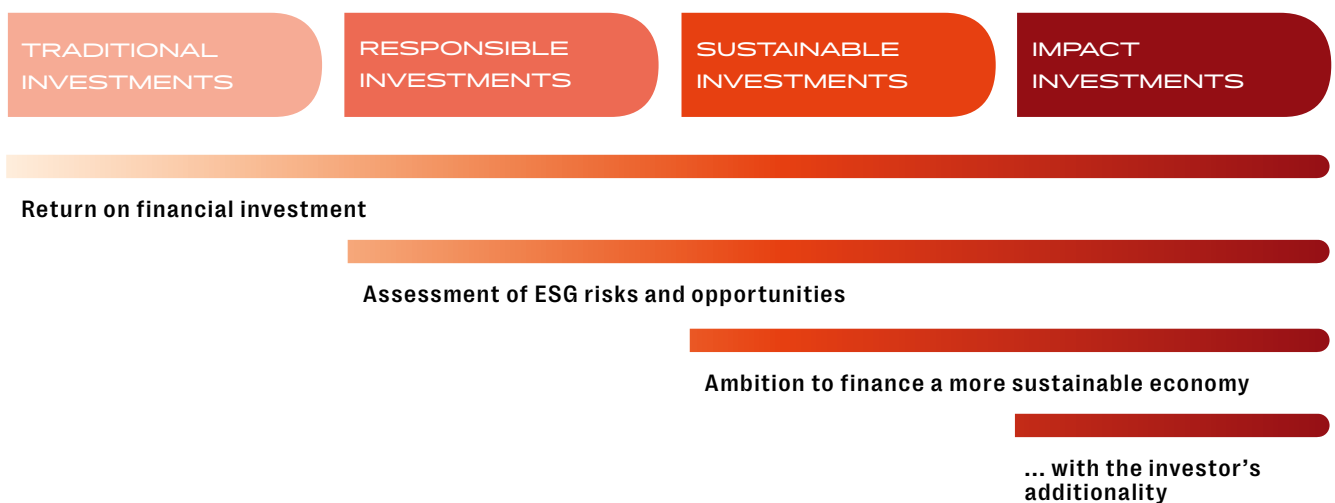 TRADITIONAL
INVESTMENTS
RESPONSIBLE
INVESTMENTS
SUSTAINABLE
INVESTMENTS
IMPACT
INVESTMENTS
Return on financial investment
Assessment of ESG risks and opportunities
Ambition to finance a more sustainable economy
... with the investor’s
additionality